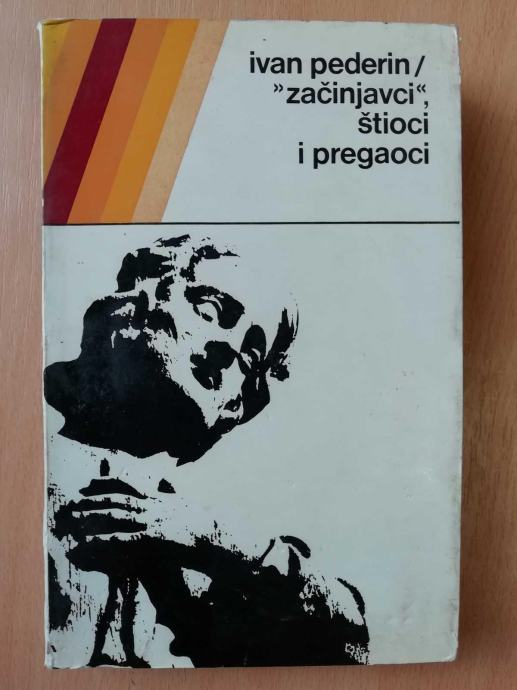 ivan pederin/
»začinjavci«,
štioci
i pregaoci